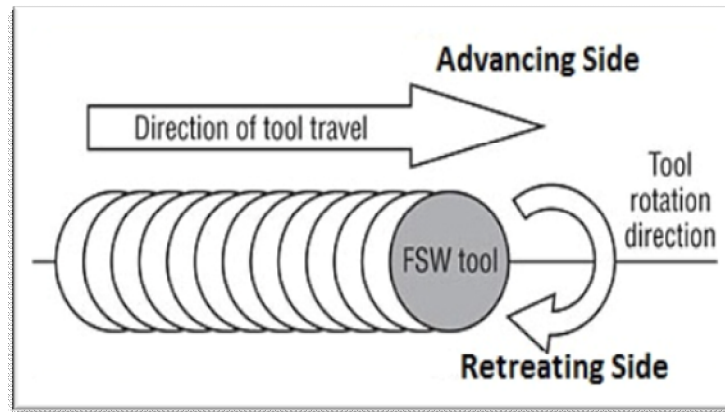 Advancing Side
Direction of tool travel
Tool
rotation
direction
FSW tool
Retreating Side